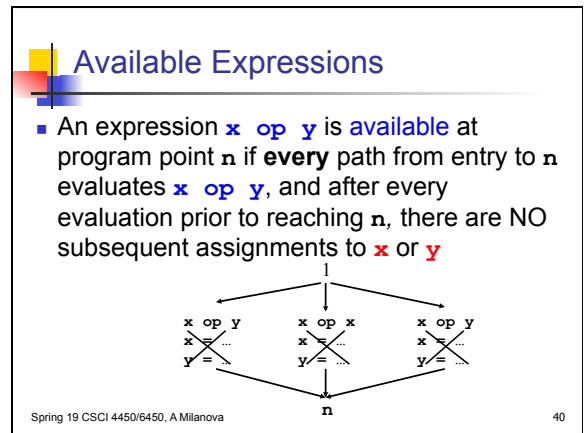 Available Expressions
An expression x op y is available at
program point n if every path from entry to n
evaluates x op y, and after every
evaluation prior to reaching n, there are NO
subsequent assignments to x or y
1
x op y x op x x op y
x = … x = … x = …
y = … y = … y = …
n
Spring 19 CSCI 4450/6450, A Milanova 40